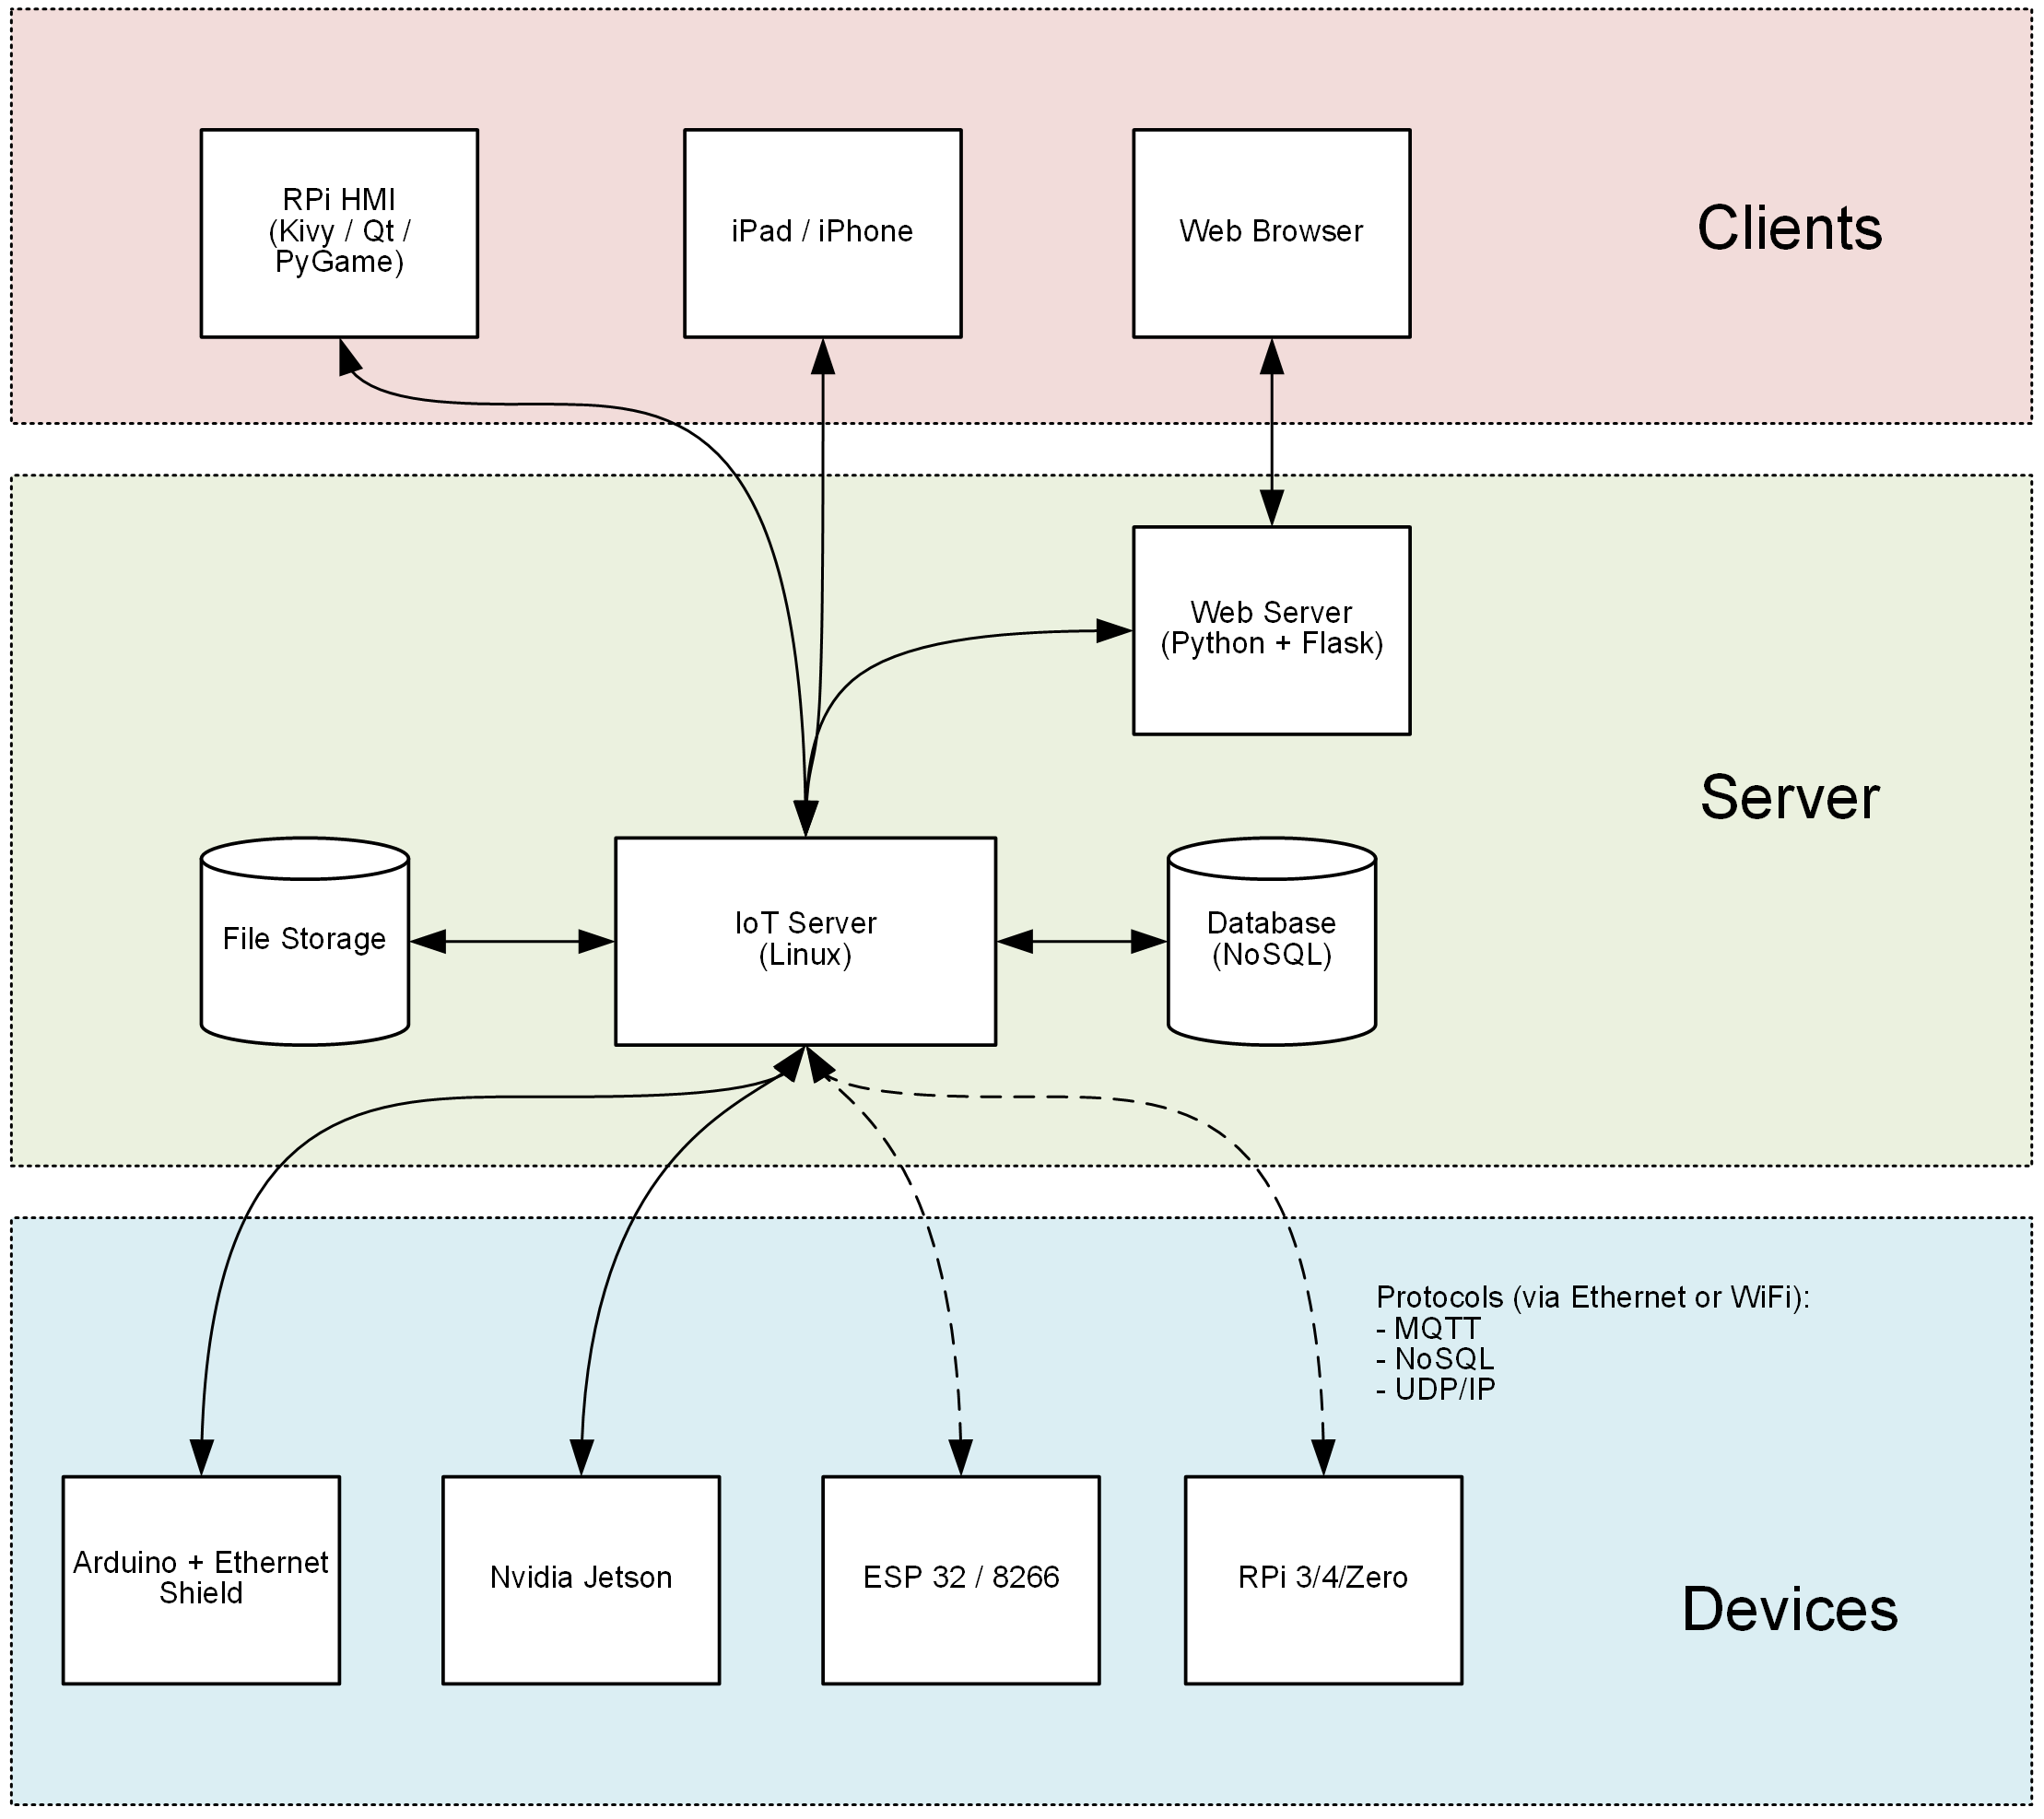 RPi HMI
(Kivy / Qt /
PyGame)
iPad / iPhone
Web Browser
Clients
Web Server
(Python + Flask)
Server
File Storage
IoT Server
(Linux)
Database
(NoSQL)
Protocols (via Ethernet or WiFi):
- MQTT
- NoSQL
- UDP/IP
Arduino + Ethernet
Shield
Nvidia Jetson
ESP 32 / 8266
RPi 3/4/Zero
Devices